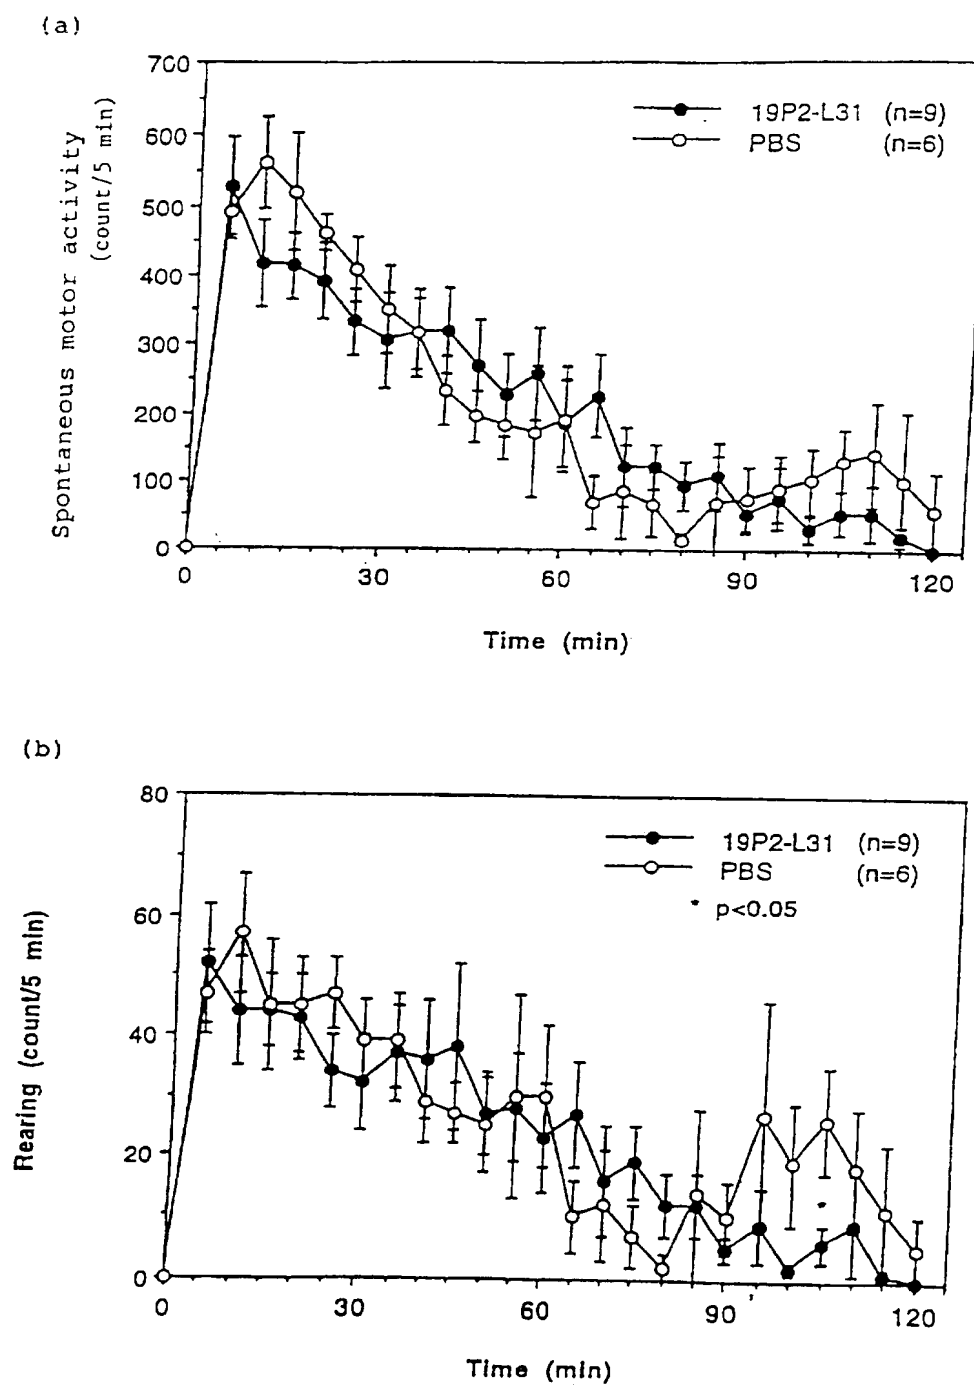 (a)
700
600
500
400
300
200
100
0
Spontaneous motor activity
(count/5 min)
19P2-L31 (n=9)
PBS (n=6)
0 30 60 90 120
Time (min)
(b)
80
60
40
20
0
Rearing (count/5 min)
19P2-L31 (n=9)
PBS (n=6)
* p<0.05
*
0 30 60 90 120
Time (min)